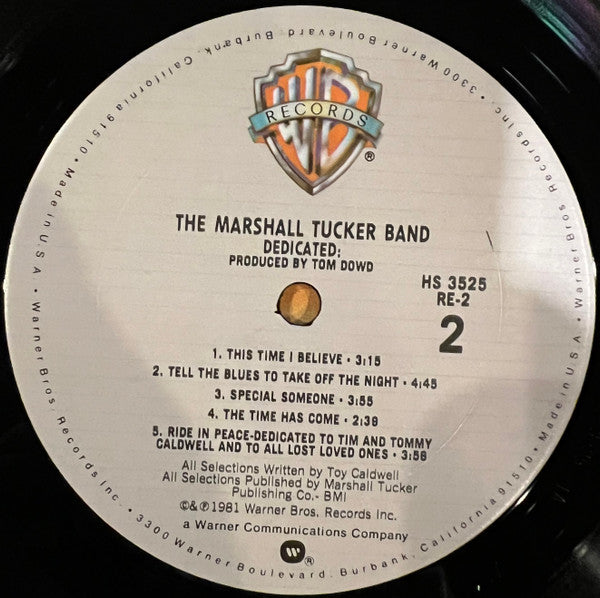 WB
RECORDS
®
THE MARSHALL TUCKER BAND
DEDICATED:
PRODUCED BY TOM DOWD
HS 3525
RE-2
2
1. THIS TIME I BELIEVE • 3:15
2. TELL THE BLUES TO TAKE OFF THE NIGHT • 4:45
3. SPECIAL SOMEONE • 3:55
4. THE TIME HAS COME • 2:39
5. RIDE IN PEACE-DEDICATED TO TIM AND TOMMY
CALDWELL AND TO ALL LOST LOVED ONES • 3:56
All Selections Written by Toy Caldwell
All Selections Published by Marshall Tucker
Publishing Co.- BMI
©&℗1981 Warner Bros. Records Inc.
a Warner Communications Company
W ®
Warner Bros. Records Inc. • 3300 Warner Boulevard, Burbank, California 91510 • Made in U.S.A. • Warner Bros. Records Inc. • 3300 Warner Boulevard, Burbank, California 91510 • Made in U.S.A. •